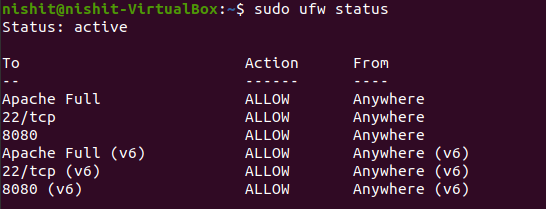 nishit@nishit-VirtualBox:~$ sudo ufw status
Status: active
To Action From
-- ------ ----
Apache Full ALLOW Anywhere
22/tcp ALLOW Anywhere
8080 ALLOW Anywhere
Apache Full (v6) ALLOW Anywhere (v6)
22/tcp (v6) ALLOW Anywhere (v6)
8080 (v6) ALLOW Anywhere (v6)